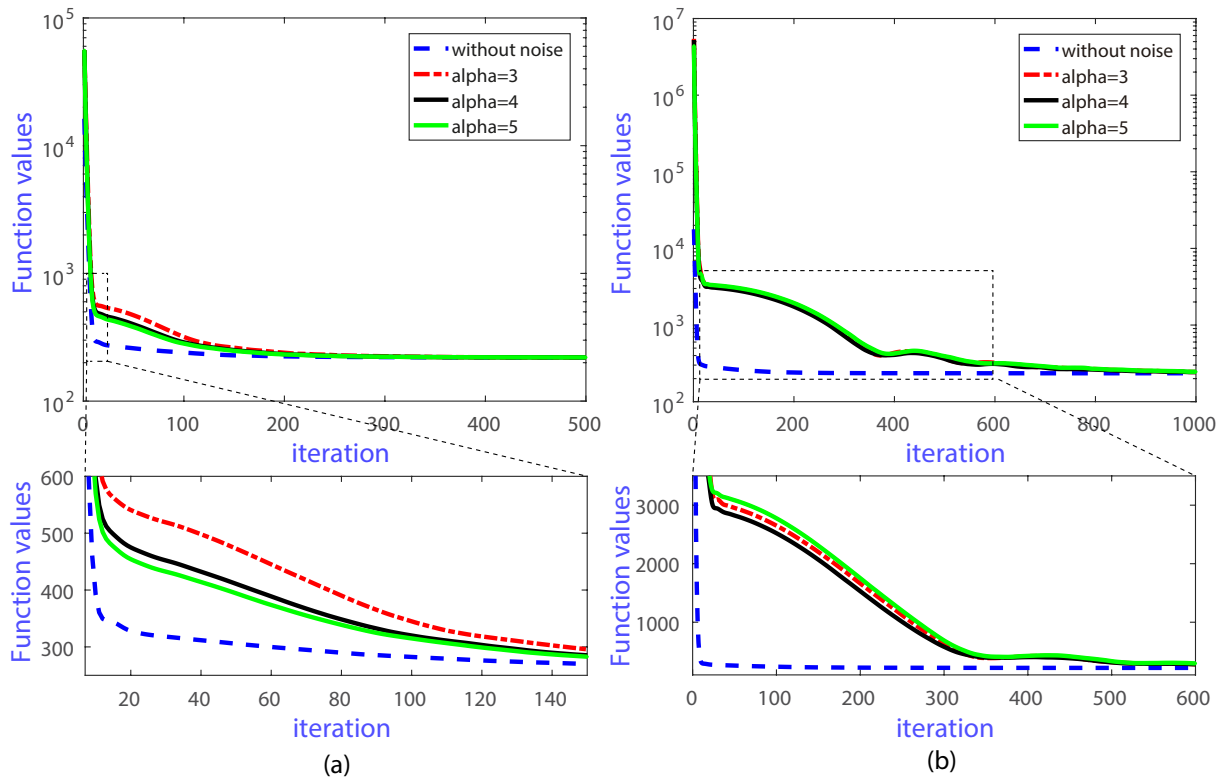 10^5
10^4
10^3
10^2
Function values
without noise
alpha=3
alpha=4
alpha=5
0 100 200 300 400 500
iteration
10^7
10^6
10^5
10^4
10^3
10^2
Function values
without noise
alpha=3
alpha=4
alpha=5
0 200 400 600 800 1000
iteration
600
500
400
300
Function values
20 40 60 80 100 120 140
iteration
(a)
3000
2000
1000
Function values
0 100 200 300 400 500 600
iteration
(b)